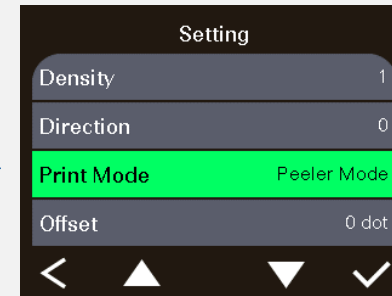 Setting
Density 1
Direction 0
Print Mode Peeler Mode
Offset 0 dot